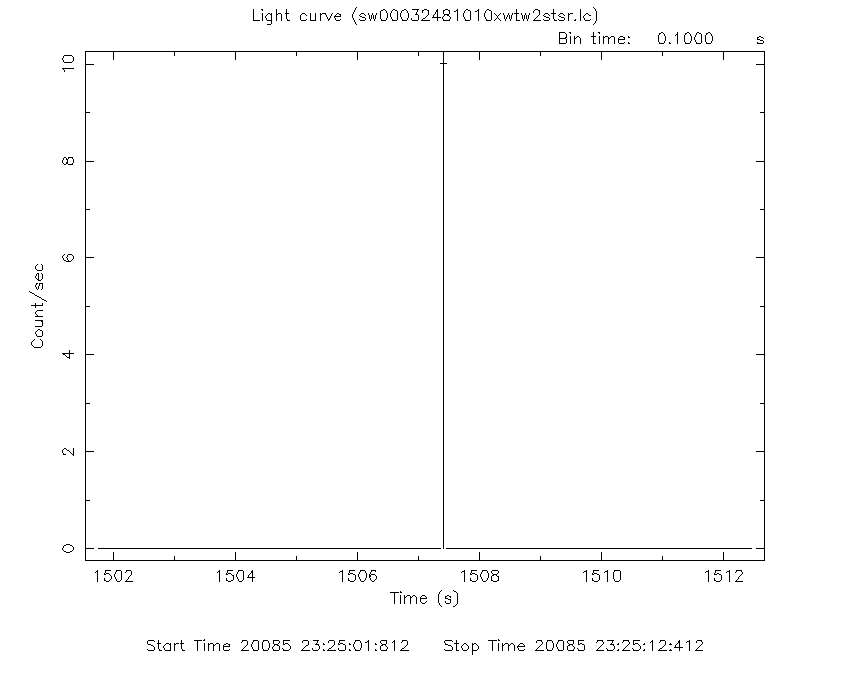 Light curve (sw00032481010xwtw2stsr.lc)
Bin time: 0.1000 s
10
8
6
4
2
0
Count/sec
1502 1504 1506 1508 1510 1512
Time (s)
Start Time 20085 23:25:01:812 Stop Time 20085 23:25:12:412